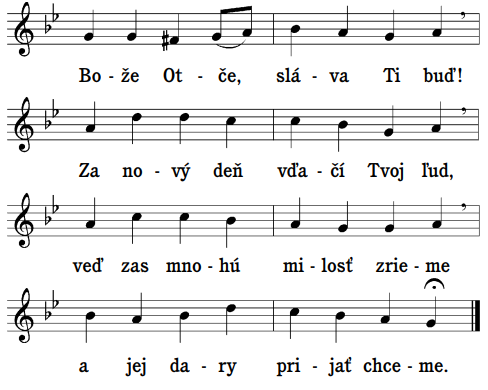 Bo - že Ot - če, slá - va Ti buď!
Za no - vý deň vďa - čí Tvoj ľud,
veď zas mno - hú mi - losť zrie - me
a jej da - ry pri - jať chce - me.